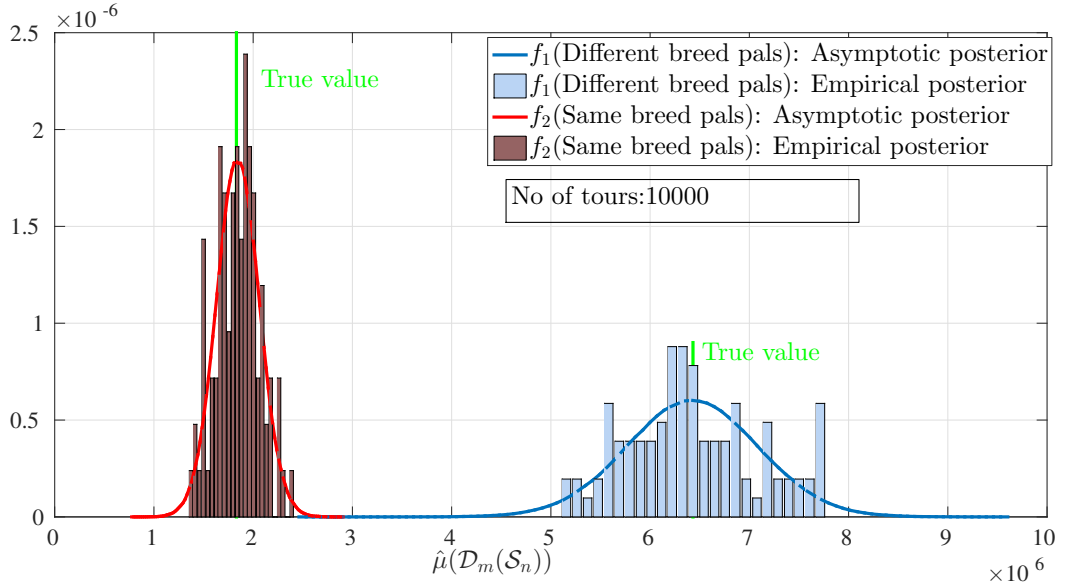 ×10 -6
2.5
2
1.5
1
0.5
0
True value
f₁(Different breed pals): Asymptotic posterior
f₁(Different breed pals): Empirical posterior
f₂(Same breed pals): Asymptotic posterior
f₂(Same breed pals): Empirical posterior
No of tours:10000
True value
0 1 2 3 4 5 6 7 8 9 10
μ̂(𝒟ₘ(𝒮ₙ))
×10 6